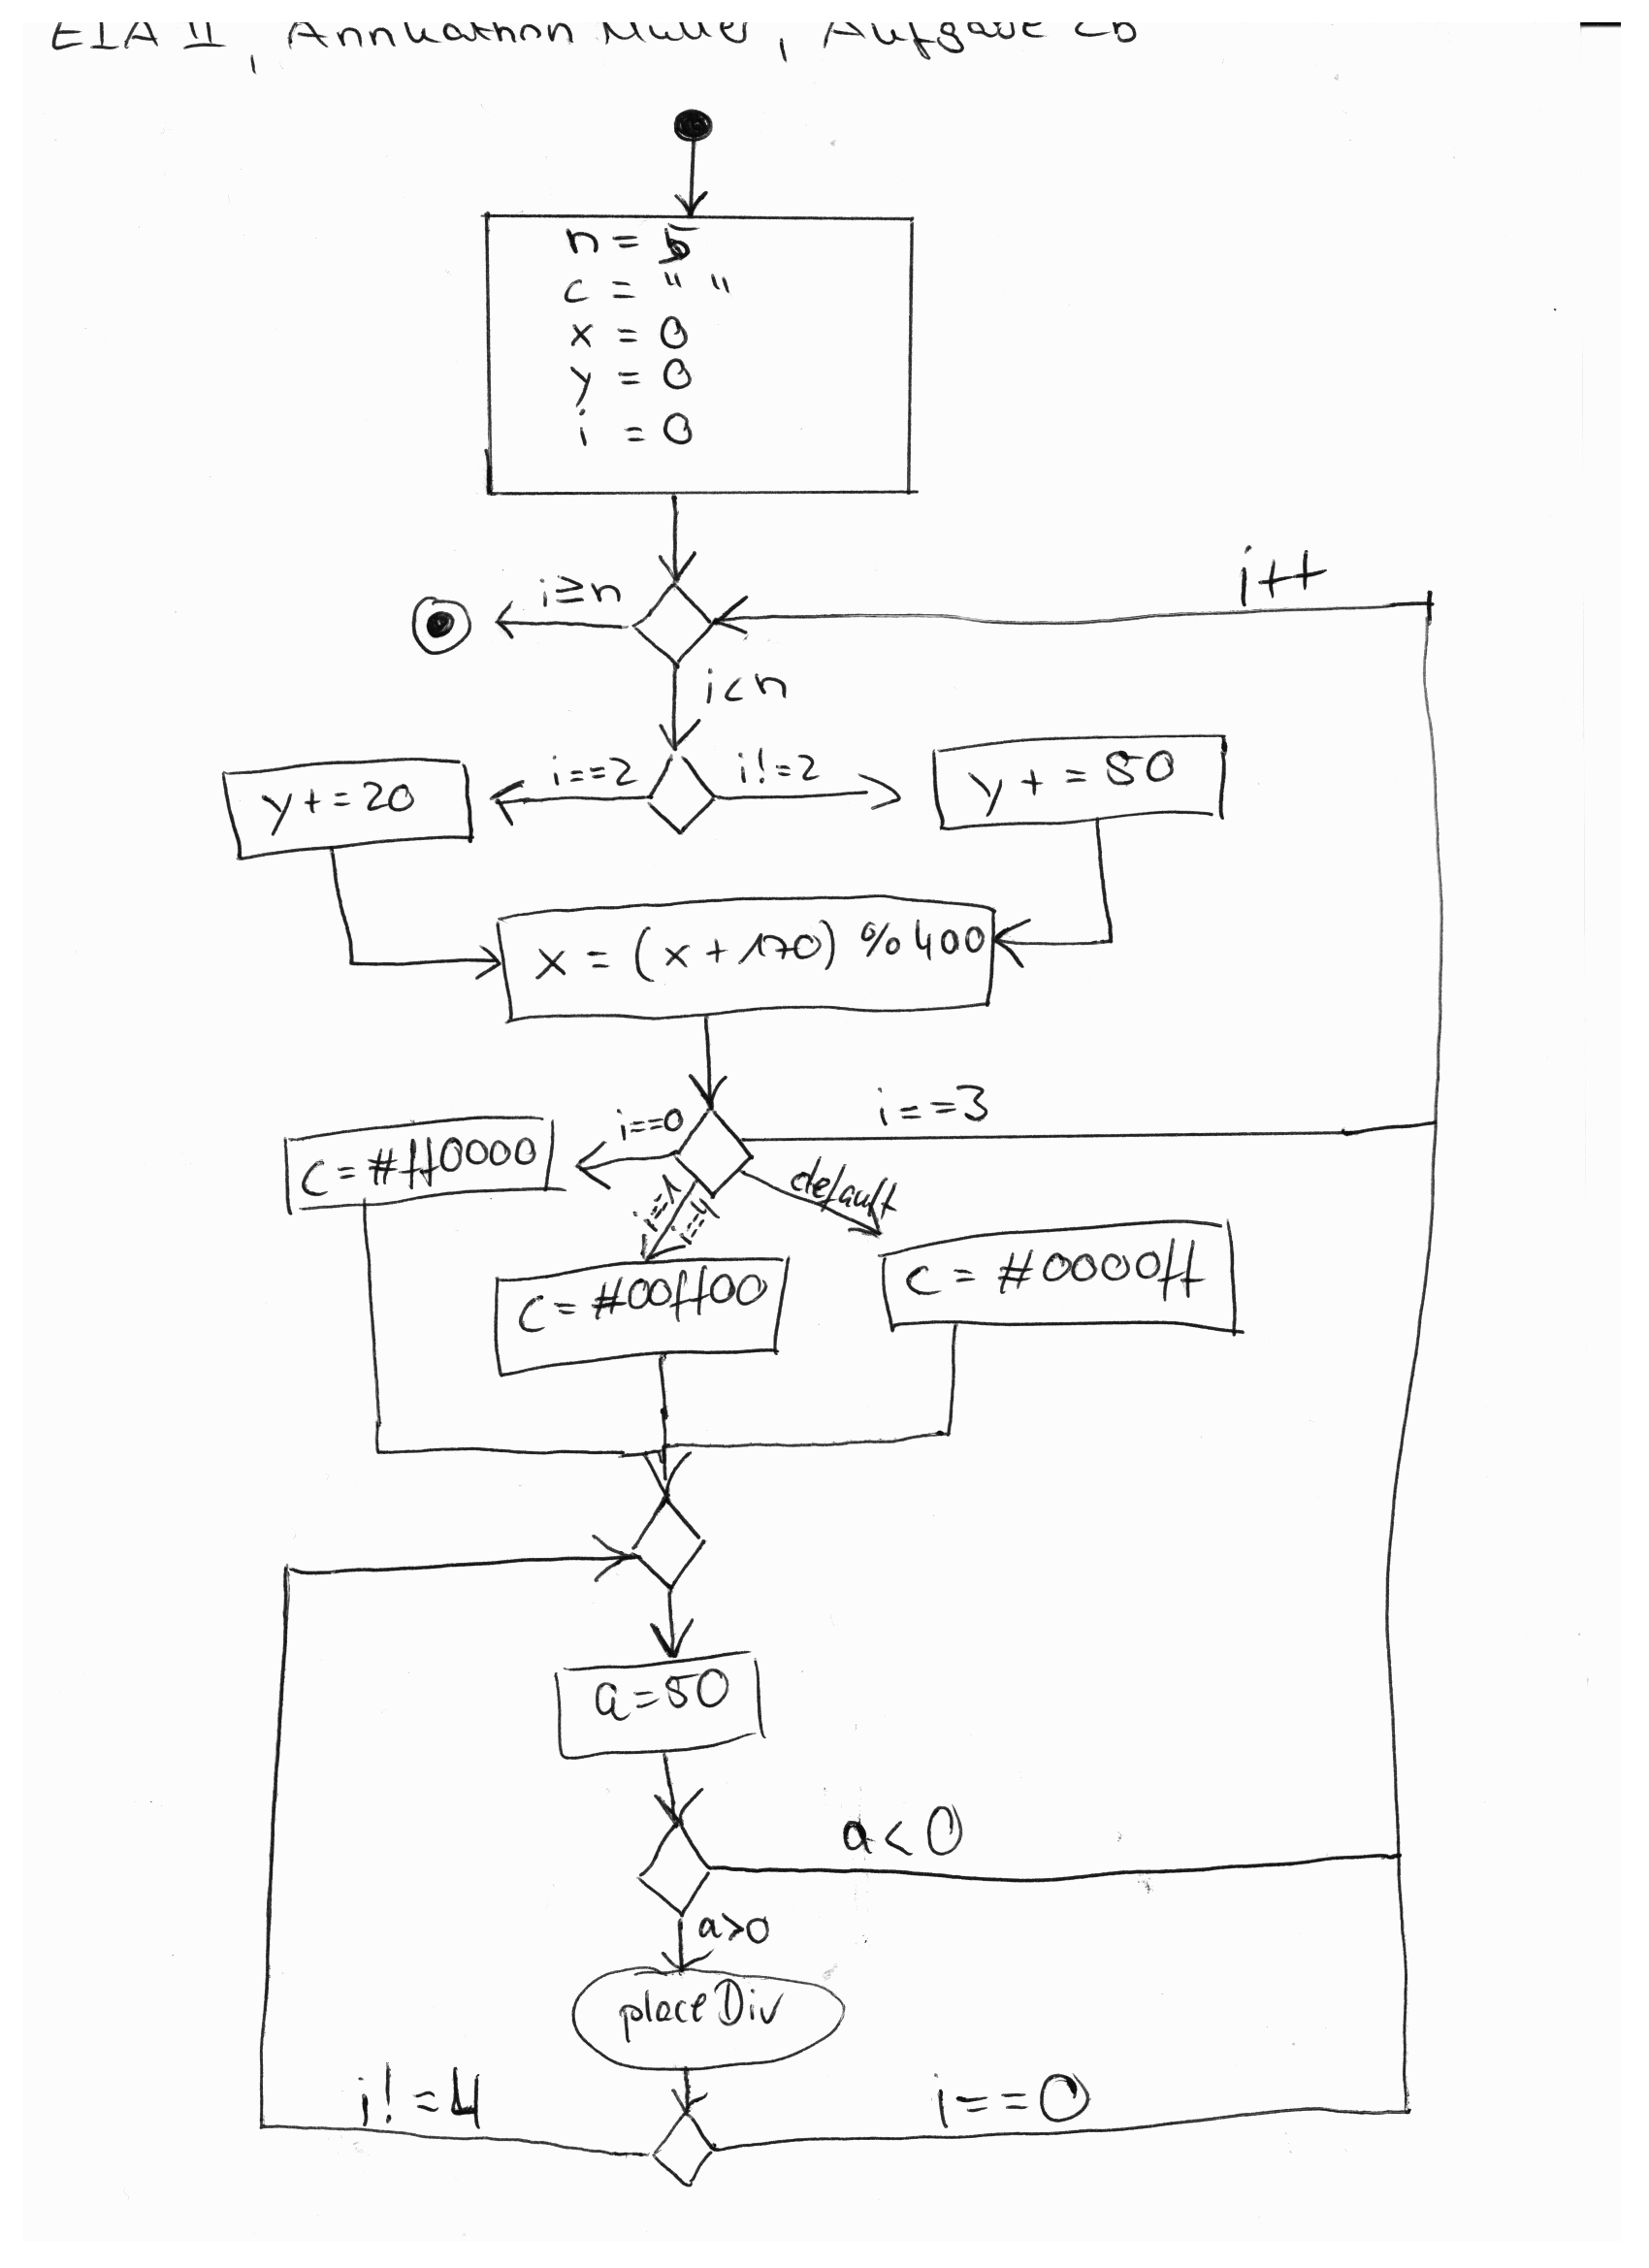 EIA II, Annkathrin Müller, Aufgabe 2b
n = 5
c = " "
x = 0
y = 0
i = 0
i++
i≥n
i<n
i==2
i!=2
y+=20
y+=50
x = (x+170) %400
i==3
i==0
c=#ff0000
default
i==1
i==4
c = #0000ff
c=#00ff00
a=50
a<0
a>0
placeDiv
i!=4
i==0